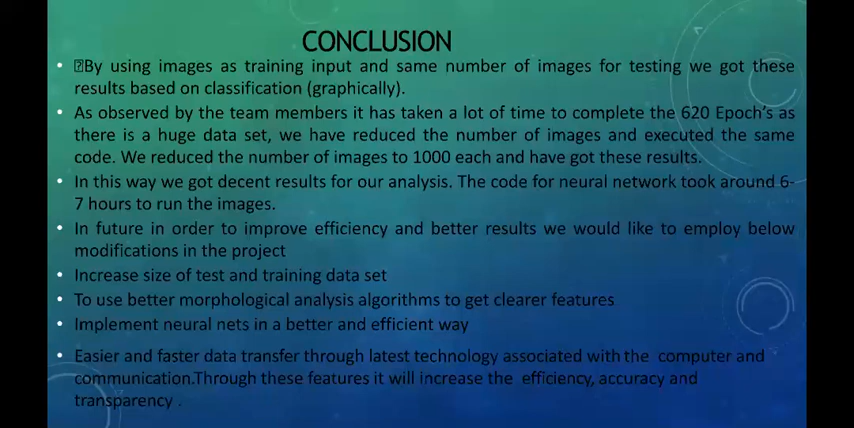 CONCLUSION
• By using images as training input and same number of images for testing we got these
results based on classification (graphically).
• As observed by the team members it has taken a lot of time to complete the 620 Epoch's as
there is a huge data set, we have reduced the number of images and executed the same
code. We reduced the number of images to 1000 each and have got these results.
• In this way we got decent results for our analysis. The code for neural network took around 6-
7 hours to run the images.
• In future in order to improve efficiency and better results we would like to employ below
modifications in the project
• Increase size of test and training data set
• To use better morphological analysis algorithms to get clearer features
• Implement neural nets in a better and efficient way
• Easier and faster data transfer through latest technology associated with the computer and
communication.Through these features it will increase the efficiency, accuracy and
transparency .